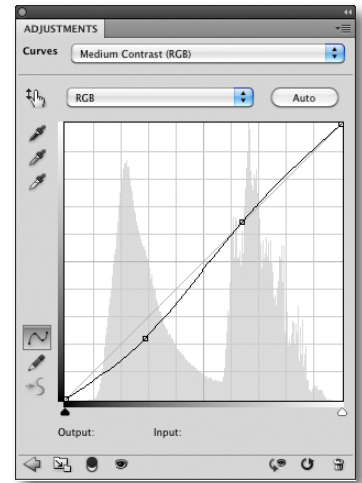 ADJUSTMENTS
Curves Medium Contrast (RGB)
RGB Auto
Output: Input: